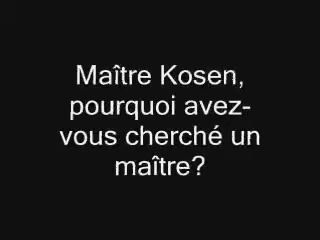 Maître Kosen,
pourquoi avez-
vous cherché un
maître?